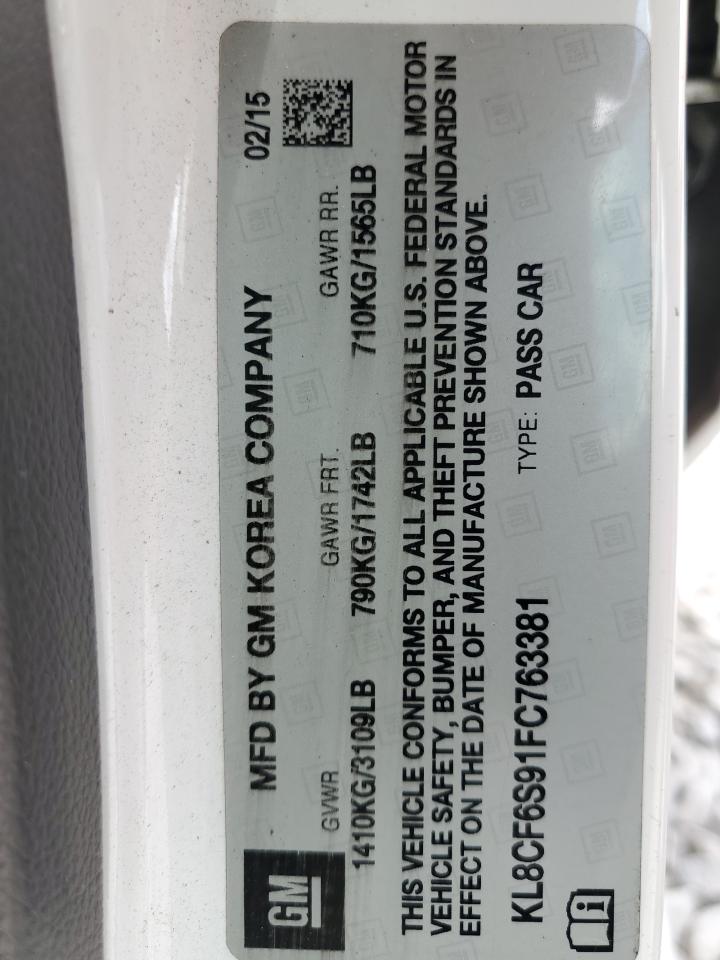 GM
MFD BY GM KOREA COMPANY 02/15
GVWR GAWR FRT. GAWR RR.
1410KG/3109LB 790KG/1742LB 710KG/1565LB
THIS VEHICLE CONFORMS TO ALL APPLICABLE U.S. FEDERAL MOTOR
VEHICLE SAFETY, BUMPER, AND THEFT PREVENTION STANDARDS IN
EFFECT ON THE DATE OF MANUFACTURE SHOWN ABOVE.
KL8CF6S91FC763381 TYPE: PASS CAR